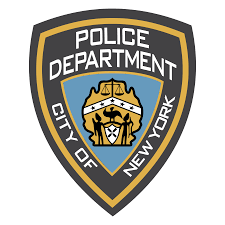 POLICE
DEPARTMENT
CITY OF
NEW YORK